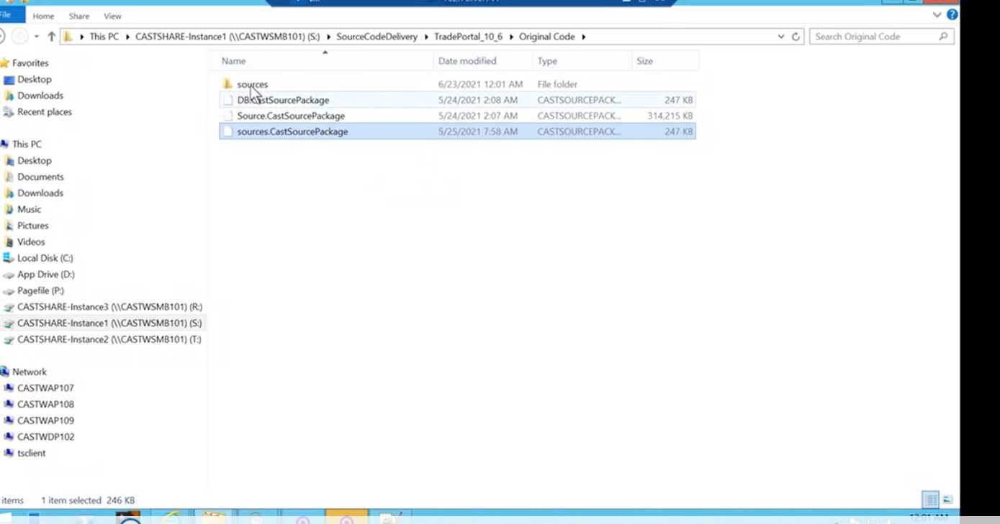 File Home Share View
This PC CASTSHARE-Instance1 (\\CASTWSMB101) (S:) SourceCodeDelivery TradePortal_10_6 Original Code Search Original Code
Name Date modified Type Size
Favorites
Desktop
Downloads
Recent places
This PC
Desktop
Documents
Downloads
Music
Pictures
Videos
Local Disk (C:)
App Drive (D:)
Pagefile (P:)
CASTSHARE-Instance3 (\\CASTWSMB101) (R:)
CASTSHARE-Instance1 (\\CASTWSMB101) (S:)
CASTSHARE-Instance2 (\\CASTWSMB101) (T:)
Network
CASTWAP107
CASTWAP108
CASTWAP109
CASTWDP102
tsclient
sources 6/23/2021 12:01 AM File folder
DB.CastSourcePackage 5/24/2021 2:08 AM CASTSOURCEPACK... 247 KB
Source.CastSourcePackage 5/24/2021 2:07 AM CASTSOURCEPACK... 314,215 KB
sources.CastSourcePackage 5/25/2021 7:58 AM CASTSOURCEPACK... 247 KB
items 1 item selected 246 KB
12:01 AM